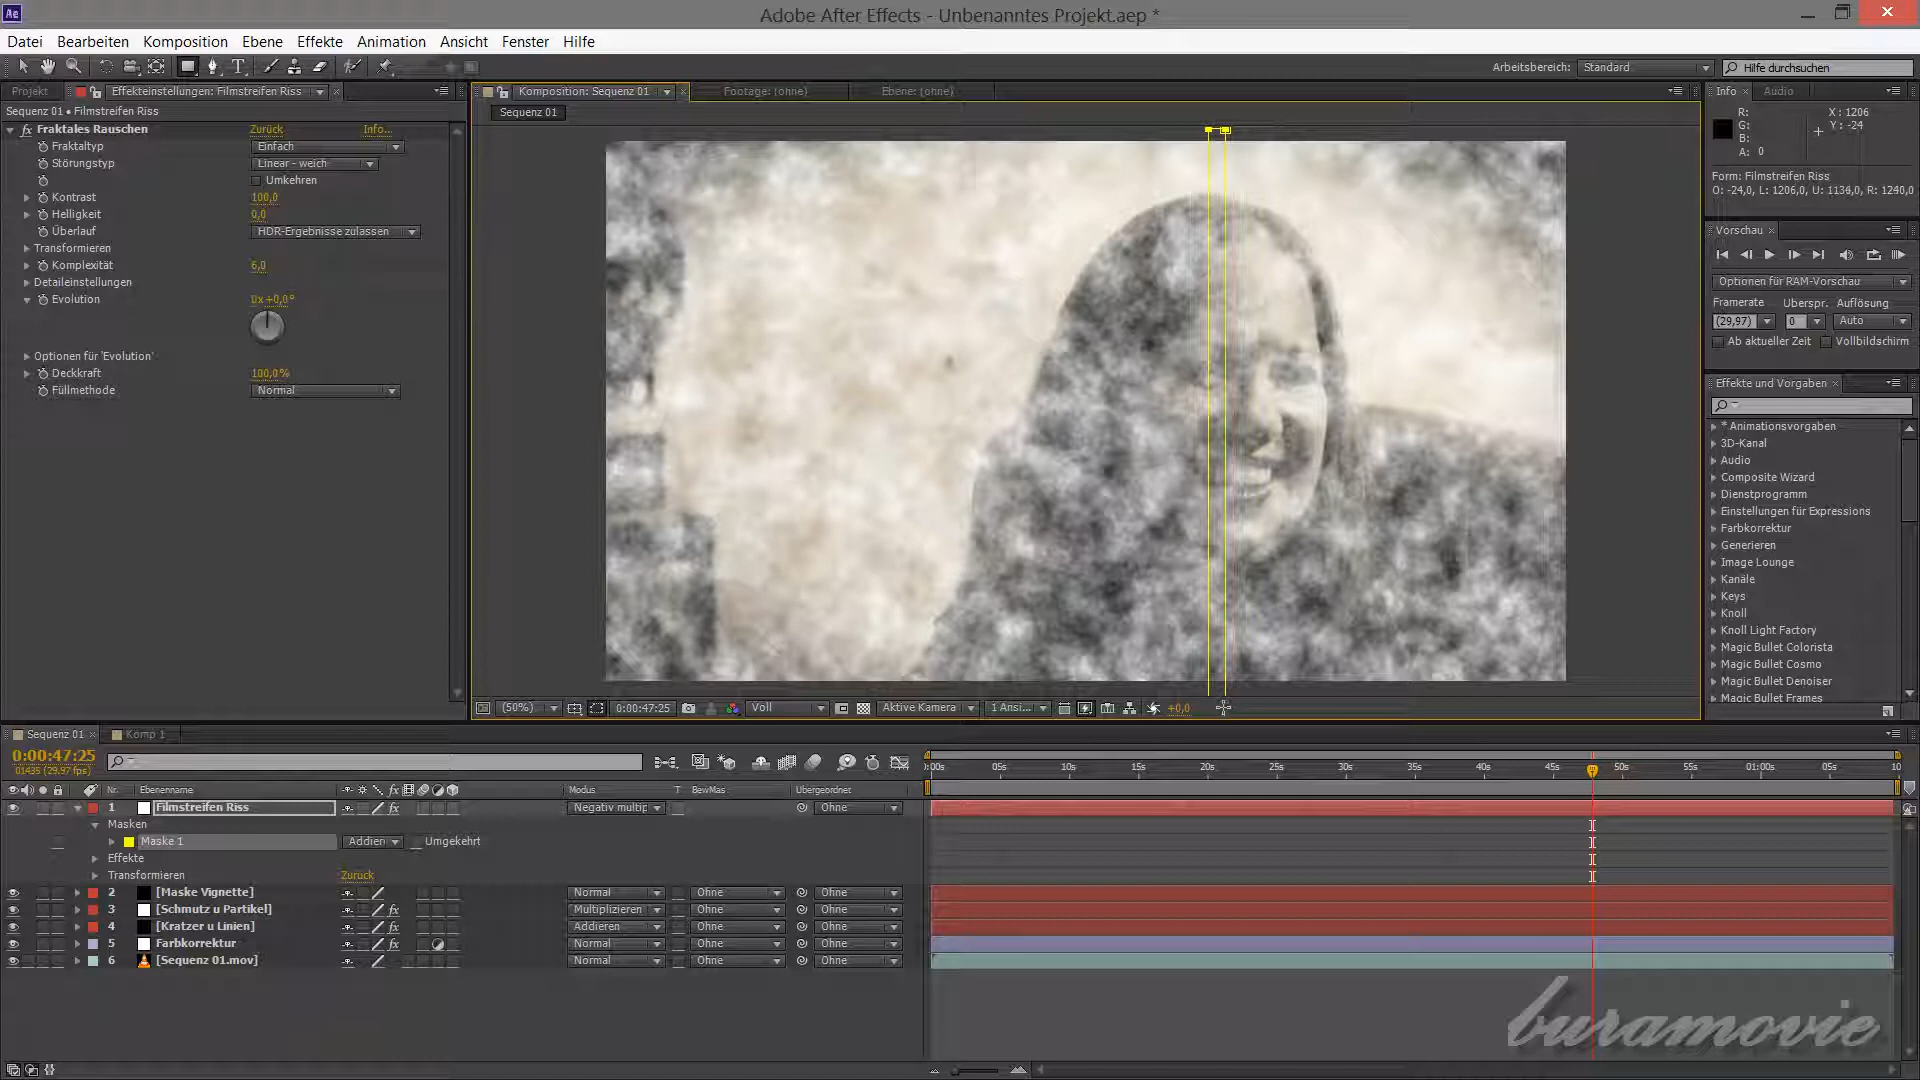 Adobe After Effects - Unbenanntes Projekt.aep *
Datei Bearbeiten Komposition Ebene Effekte Animation Ansicht Fenster Hilfe
Arbeitsbereich: Standard Hilfe durchsuchen
Projekt Effekteinstellungen: Filmstreifen Riss
Sequenz 01 • Filmstreifen Riss
Fraktales Rauschen Zurück Info...
Fraktaltyp Einfach
Störungstyp Linear - weich
Umkehren
Kontrast 100,0
Helligkeit 0,0
Überlauf HDR-Ergebnisse zulassen
Transformieren
Komplexität 6,0
Detaileinstellungen
Evolution 0x +0,0°
Optionen für 'Evolution'
Deckkraft 100,0%
Füllmethode Normal
Komposition: Sequenz 01 Footage: (ohne) Ebene: (ohne)
Sequenz 01
(50%) 0:00:47:25 Voll Aktive Kamera 1 Ansi... +0,0
Info Audio
R: X : 1206
G: Y : -24
B:
A: 0
Form: Filmstreifen Riss
O: -24,0, L: 1206,0, U: 1134,0, R: 1240,0
Vorschau
Optionen für RAM-Vorschau
Framerate Überspr. Auflösung
(29,97) 0 Auto
Ab aktueller Zeit Vollbildschirm
Effekte und Vorgaben
* Animationsvorgaben
3D-Kanal
Audio
Composite Wizard
Dienstprogramm
Einstellungen für Expressions
Farbkorrektur
Generieren
Image Lounge
Kanäle
Keys
Knoll
Knoll Light Factory
Magic Bullet Colorista
Magic Bullet Cosmo
Magic Bullet Denoiser
Magic Bullet Frames
Sequenz 01 Komp 1
0:00:47:25
01435 (29.97 fps)
):00s 05s 10s 15s 20s 25s 30s 35s 40s 45s 50s 55s 01:00s 05s 10
Nr. Ebenenname Modus T BewMas Übergeordnet
1 Filmstreifen Riss Negativ multip Ohne
Masken
Maske 1 Addieren Umgekehrt
Effekte
Transformieren Zurück
2 [Maske Vignette] Normal Ohne Ohne
3 [Schmutz u Partikel] Multiplizieren Ohne Ohne
4 [Kratzer u Linien] Addieren Ohne Ohne
5 Farbkorrektur Normal Ohne Ohne
6 [Sequenz 01.mov] Normal Ohne Ohne
buramovie